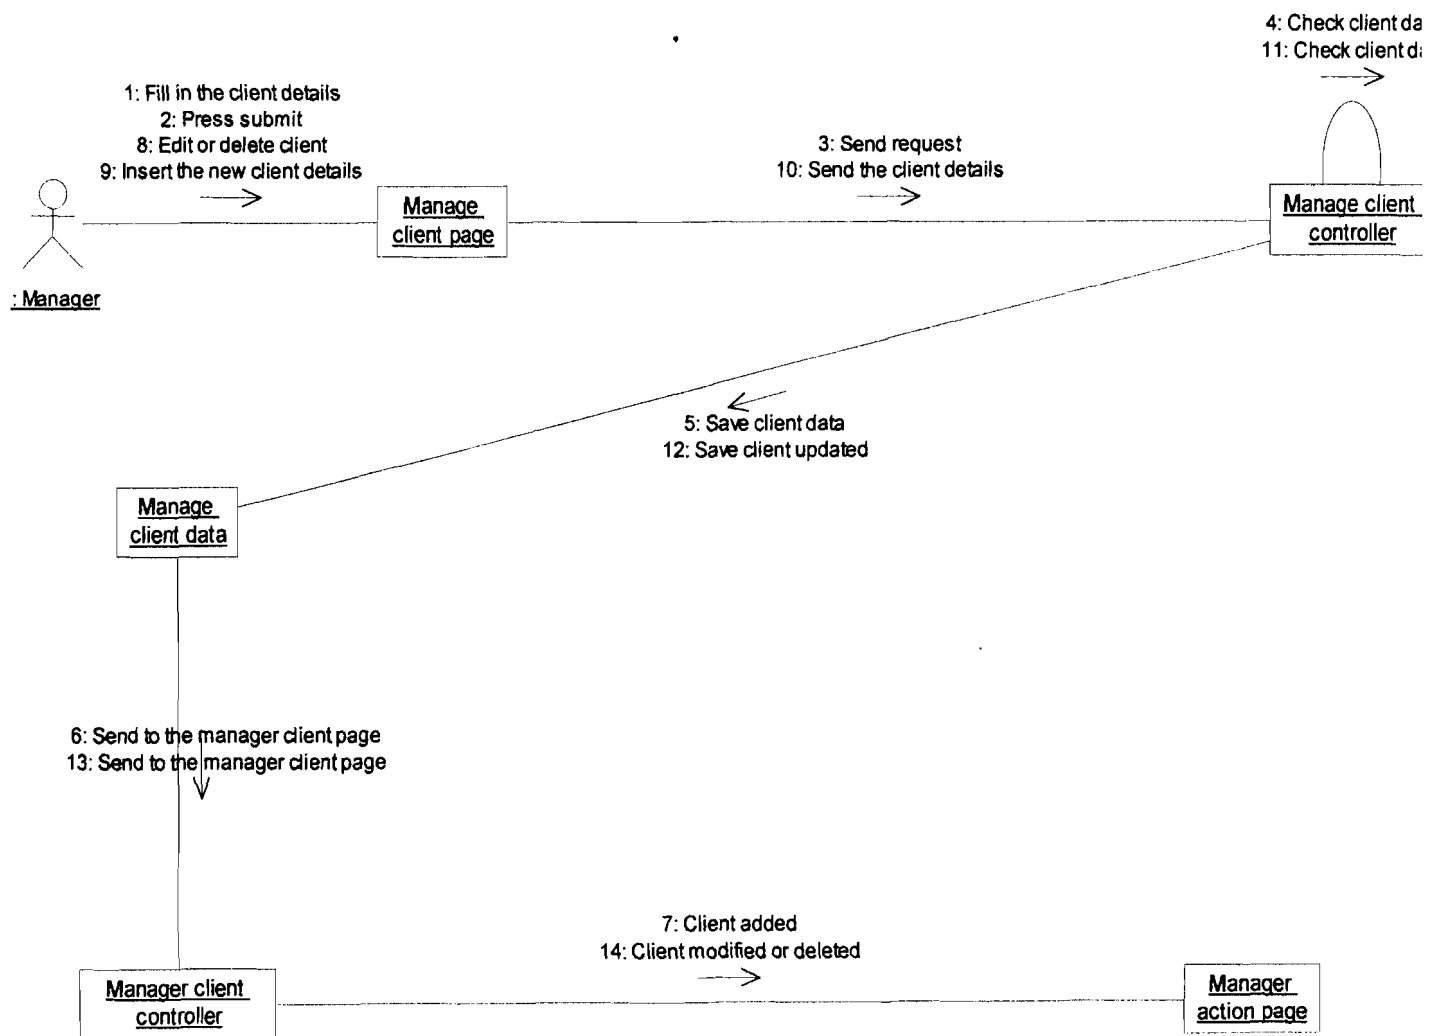 4: Check client da
11: Check client da
1: Fill in the client details
2: Press submit
8: Edit or delete client
9: Insert the new client details
3: Send request
10: Send the client details
: Manager
Manage
client page
Manage client
controller
5: Save client data
12: Save client updated
Manage
client data
6: Send to the manager client page
13: Send to the manager client page
7: Client added
14: Client modified or deleted
Manager client
controller
Manager
action page